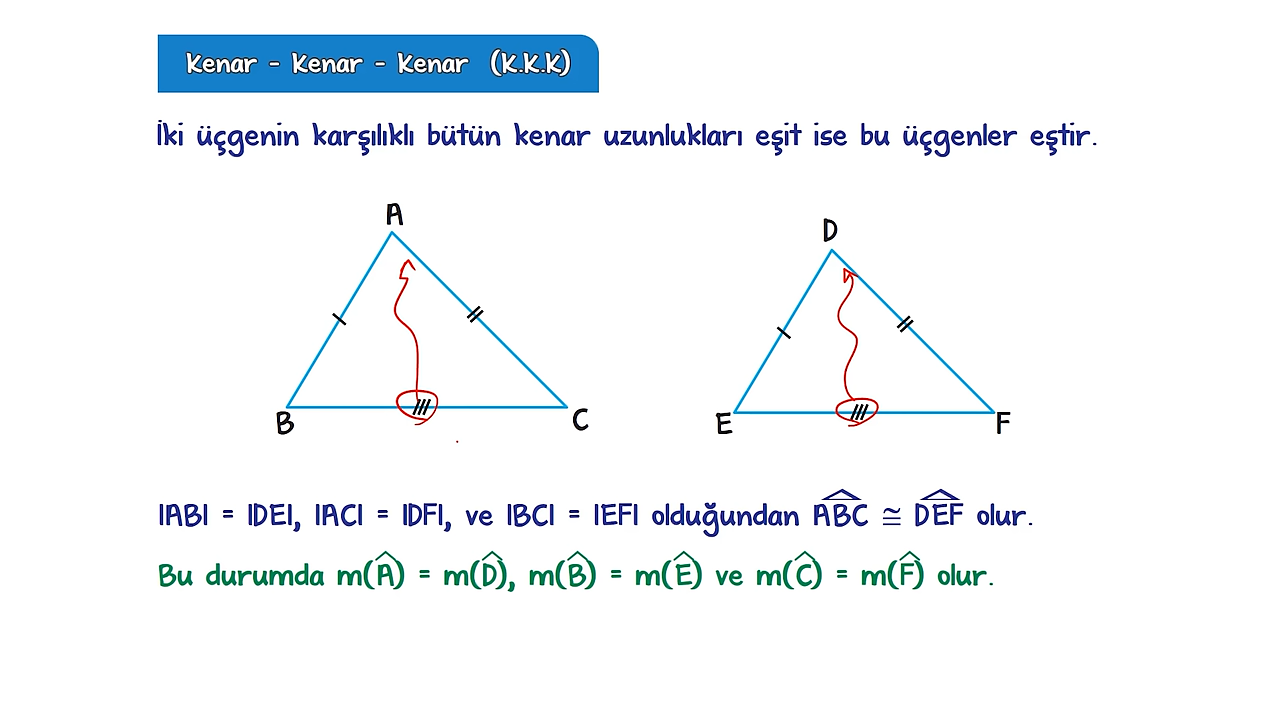 Kenar - Kenar - Kenar (K.K.K)
İki üçgenin karşılıklı bütün kenar uzunlukları eşit ise bu üçgenler eştir.
A
D
B
C
E
F
|AB| = |DE|, |AC| = |DF|, ve |BC| = |EF| olduğundan ABC ≅ DEF olur.
Bu durumda m(Â) = m(D̂), m(B̂) = m(Ê) ve m(Ĉ) = m(F̂) olur.